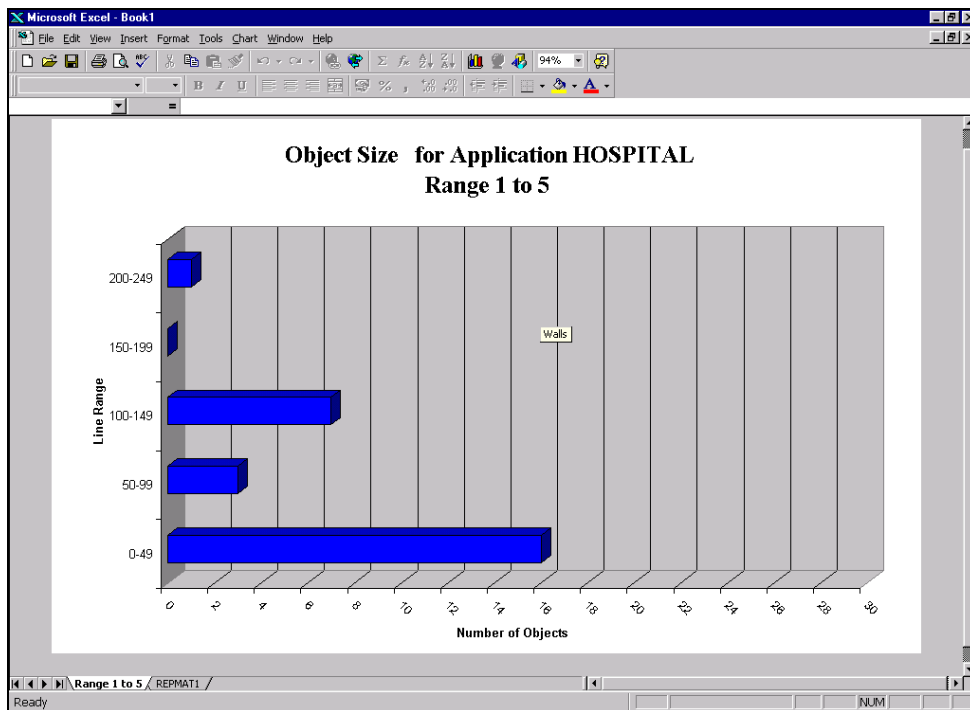 Microsoft Excel - Book1
File Edit View Insert Format Tools Chart Window Help
94%
B I U
=
Object Size for Application HOSPITAL
Range 1 to 5
200-249
150-199
100-149
50-99
0-49
Line Range
Walls
0 2 4 6 8 10 12 14 16 18 20 22 24 26 28 30
Number of Objects
Range 1 to 5 REPMAT1
Ready NUM